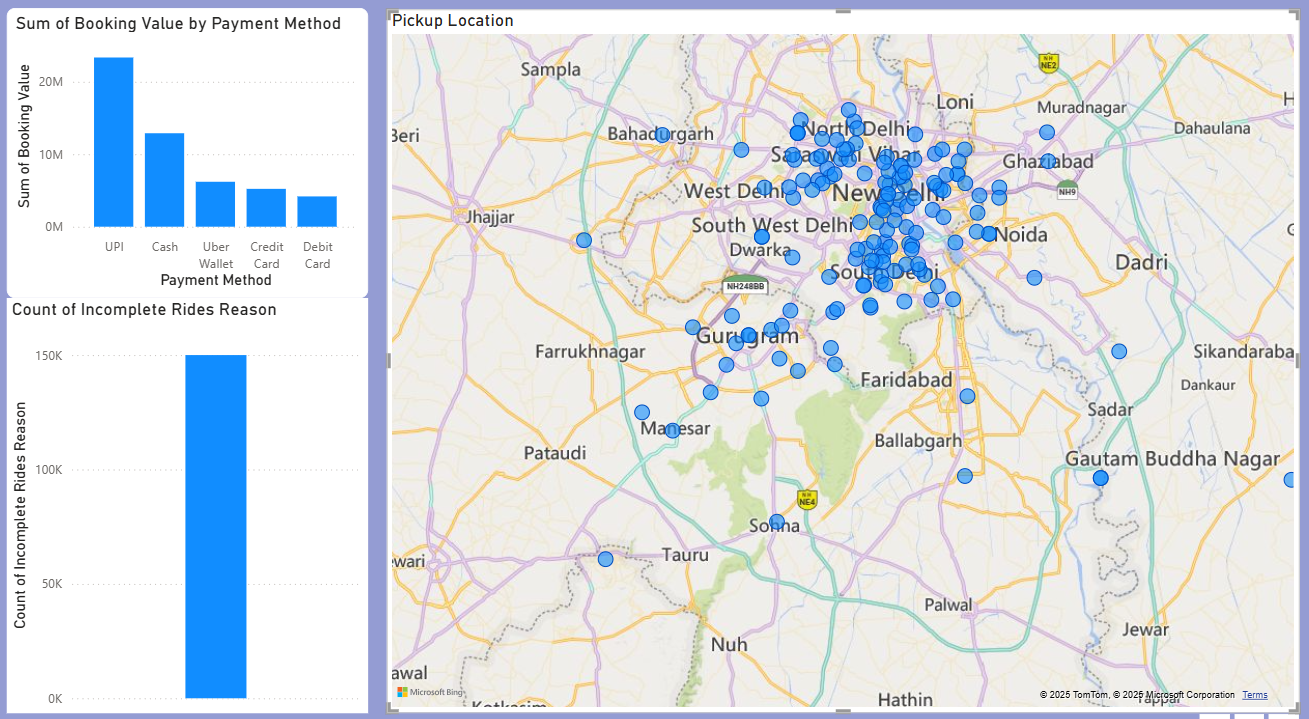 Sum of Booking Value by Payment Method
Sum of Booking Value
20M
10M
0M
UPI
Cash
Uber Wallet
Credit Card
Debit Card
Payment Method
Count of Incomplete Rides Reason
Count of Incomplete Rides Reason
150K
100K
50K
0K
Pickup Location
Sampla
NE2
Loni
Muradnagar
Beri
Bahadurgarh
North Delhi
Dahaulana
Ghaziabad
West Delhi
New Delhi
NH9
Jhajjar
South West Delhi
Noida
Dwarka
Dadri
South Delhi
NH248BB
Gurugram
Farrukhnagar
Sikandaraba
Faridabad
Dankaur
Sadar
Manesar
Ballabgarh
Pataudi
Gautam Buddha Nagar
NE4
Sohna
Tauru
ewari
Palwal
Jewar
Nuh
awal
Microsoft Bing
© 2025 TomTom, © 2025 Microsoft Corporation
Terms
Hathin